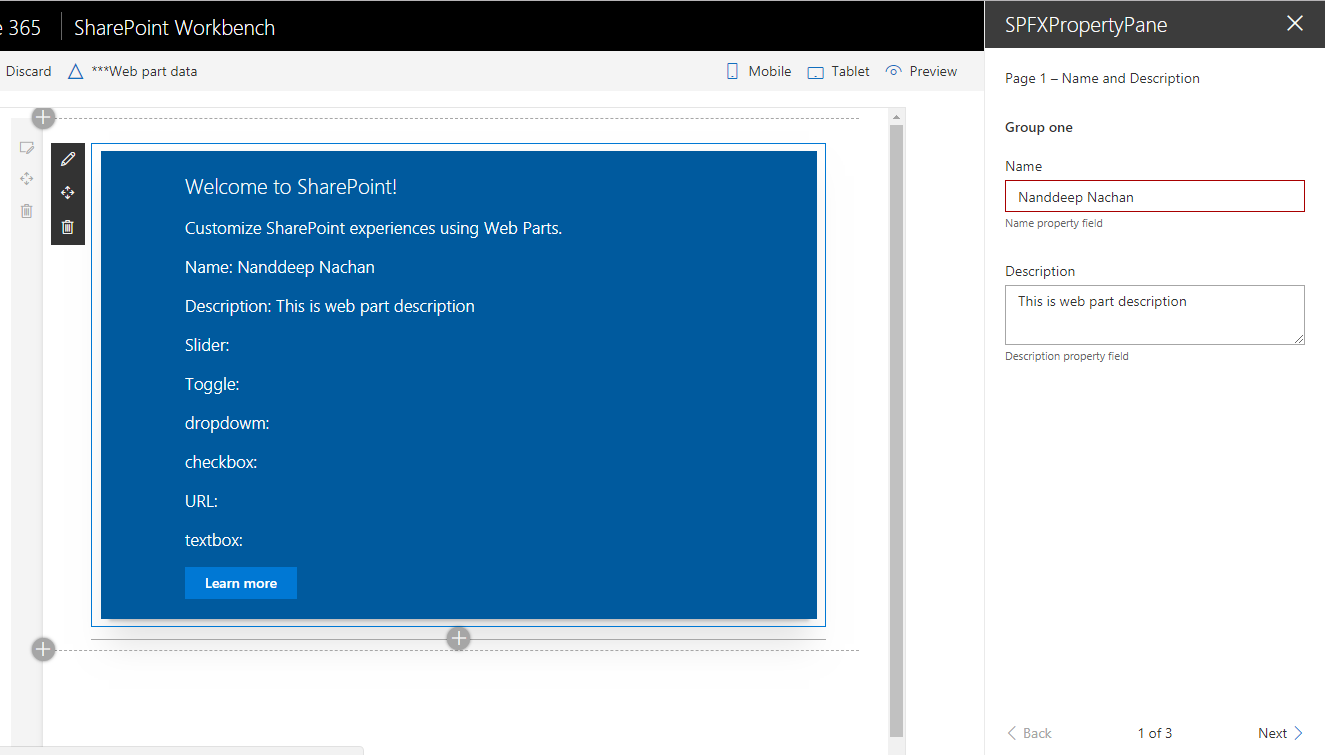 e 365 SharePoint Workbench
Discard ***Web part data Mobile Tablet Preview
Welcome to SharePoint!
Customize SharePoint experiences using Web Parts.
Name: Nanddeep Nachan
Description: This is web part description
Slider:
Toggle:
dropdowm:
checkbox:
URL:
textbox:
Learn more
SPFXPropertyPane
Page 1 – Name and Description
Group one
Name
Nanddeep Nachan
Name property field
Description
This is web part description
Description property field
Back 1 of 3 Next